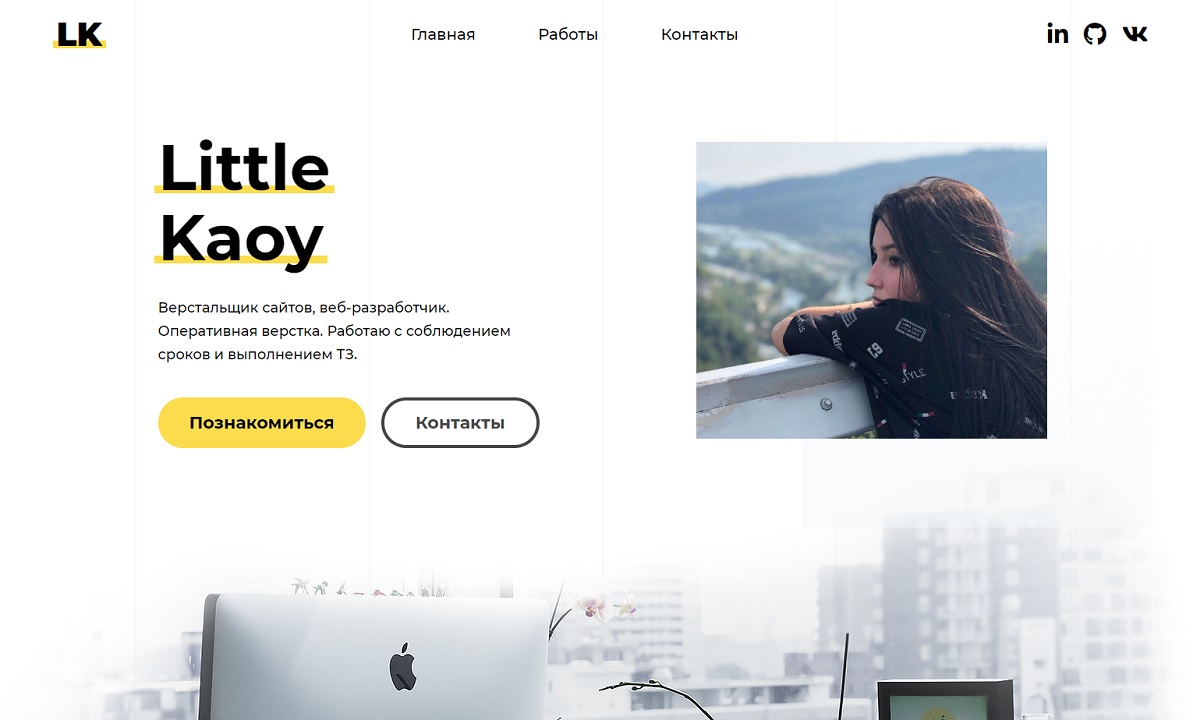 LK
Главная Работы Контакты
in
Little
Kaoy
Верстальщик сайтов, веб-разработчик.
Оперативная верстка. Работаю с соблюдением
сроков и выполнением ТЗ.
Познакомиться Контакты